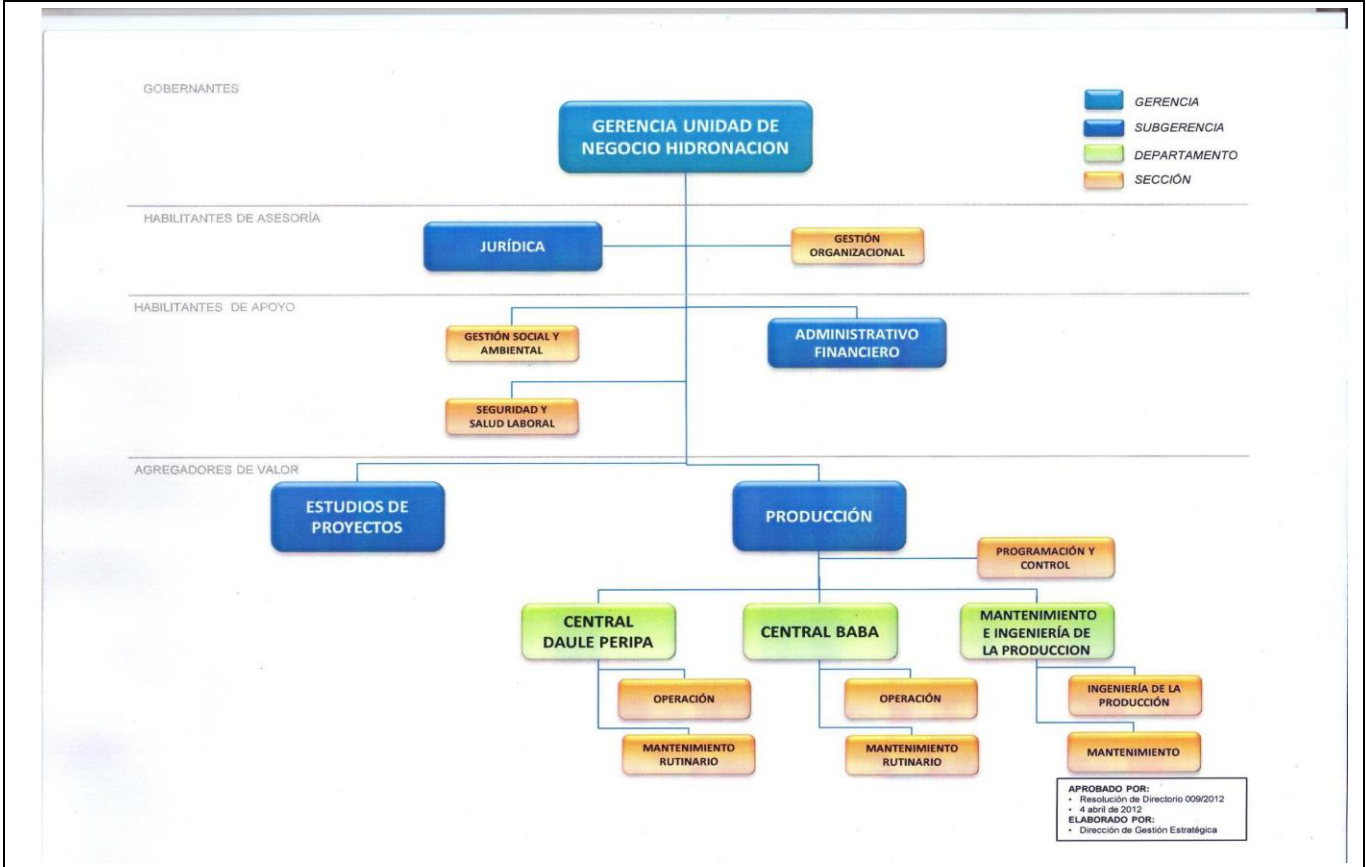 GOBERNANTES
GERENCIA UNIDAD DE
NEGOCIO HIDRONACION
GERENCIA
SUBGERENCIA
DEPARTAMENTO
SECCIÓN
HABILITANTES DE ASESORÍA
JURÍDICA
GESTIÓN
ORGANIZACIONAL
HABILITANTES DE APOYO
GESTIÓN SOCIAL Y
AMBIENTAL
ADMINISTRATIVO
FINANCIERO
SEGURIDAD Y
SALUD LABORAL
AGREGADORES DE VALOR
ESTUDIOS DE
PROYECTOS
PRODUCCIÓN
PROGRAMACIÓN Y
CONTROL
CENTRAL
DAULE PERIPA
CENTRAL BABA
MANTENIMIENTO
E INGENIERÍA DE
LA PRODUCCION
OPERACIÓN
OPERACIÓN
INGENIERÍA DE LA
PRODUCCIÓN
MANTENIMIENTO
RUTINARIO
MANTENIMIENTO
RUTINARIO
MANTENIMIENTO
APROBADO POR:
• Resolución de Directorio 009/2012
• 4 abril de 2012
ELABORADO POR:
• Dirección de Gestión Estratégica